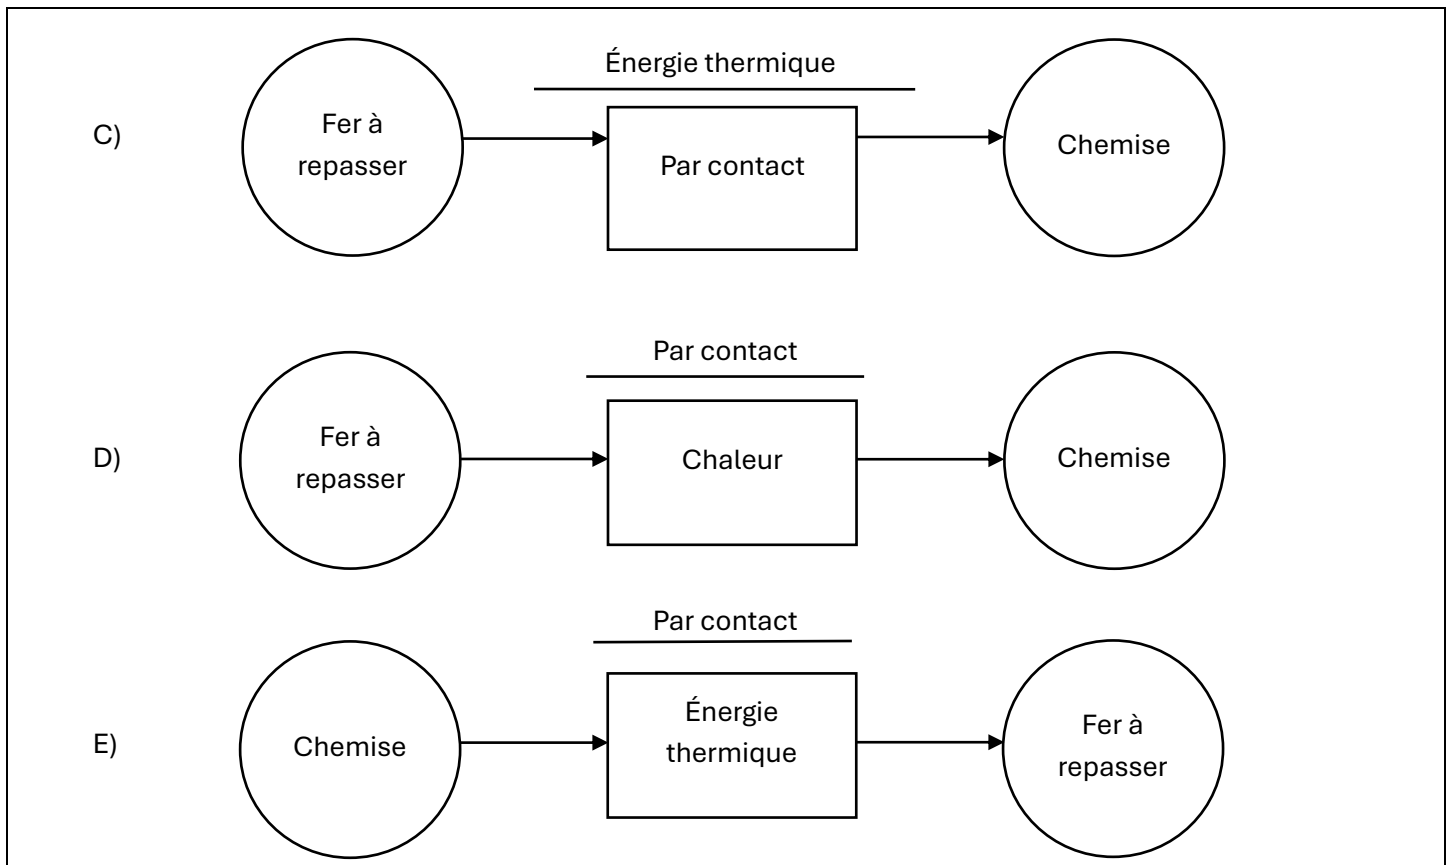 Énergie thermique
C)
Fer à
repasser
Par contact
Chemise
Par contact
D)
Fer à
repasser
Chaleur
Chemise
Par contact
E)
Chemise
Énergie
thermique
Fer à
repasser